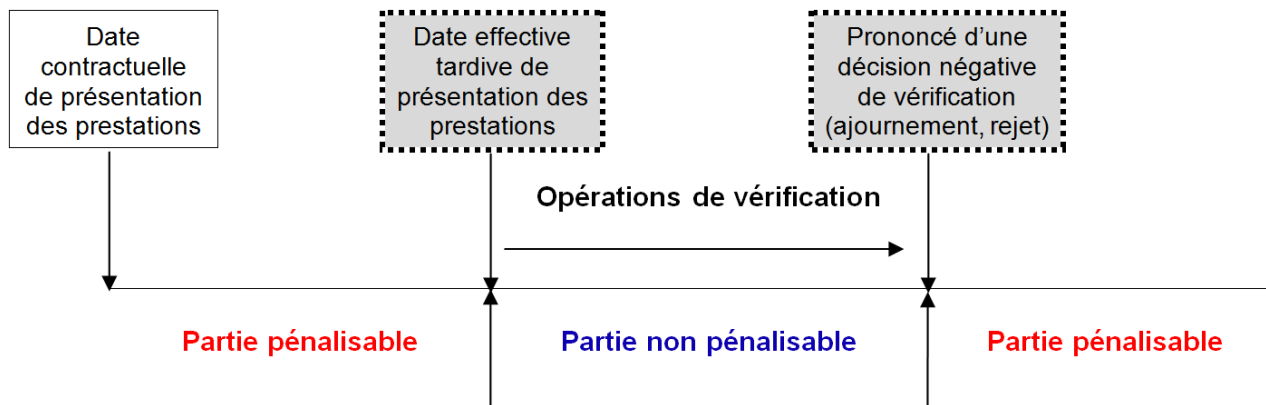 Date
contractuelle
de présentation
des prestations
Date effective
tardive de
présentation des
prestations
Prononcé d’une
décision négative
de vérification
(ajournement, rejet)
Opérations de vérification
Partie pénalisable
Partie non pénalisable
Partie pénalisable